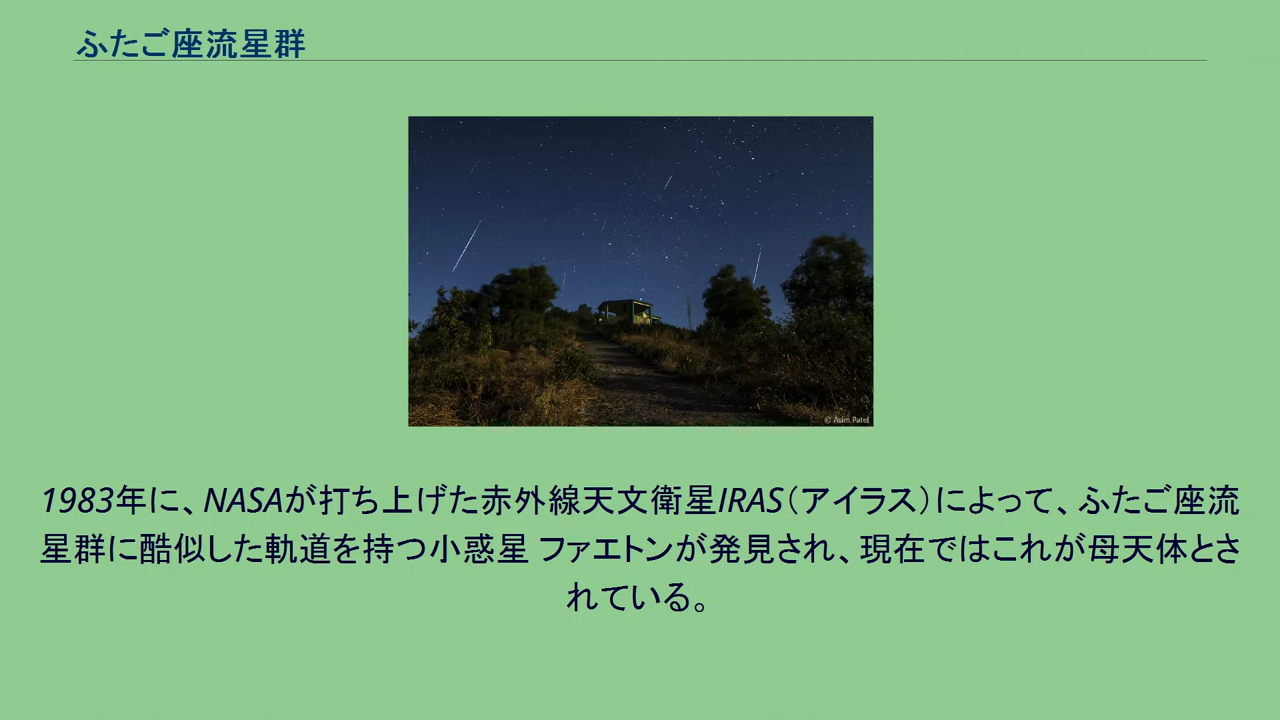 ふたご座流星群
© Asim Patel
1983年に、NASAが打ち上げた赤外線天文衛星IRAS（アイラス）によって、ふたご座流
星群に酷似した軌道を持つ小惑星 ファエトンが発見され、現在ではこれが母天体とさ
れている。